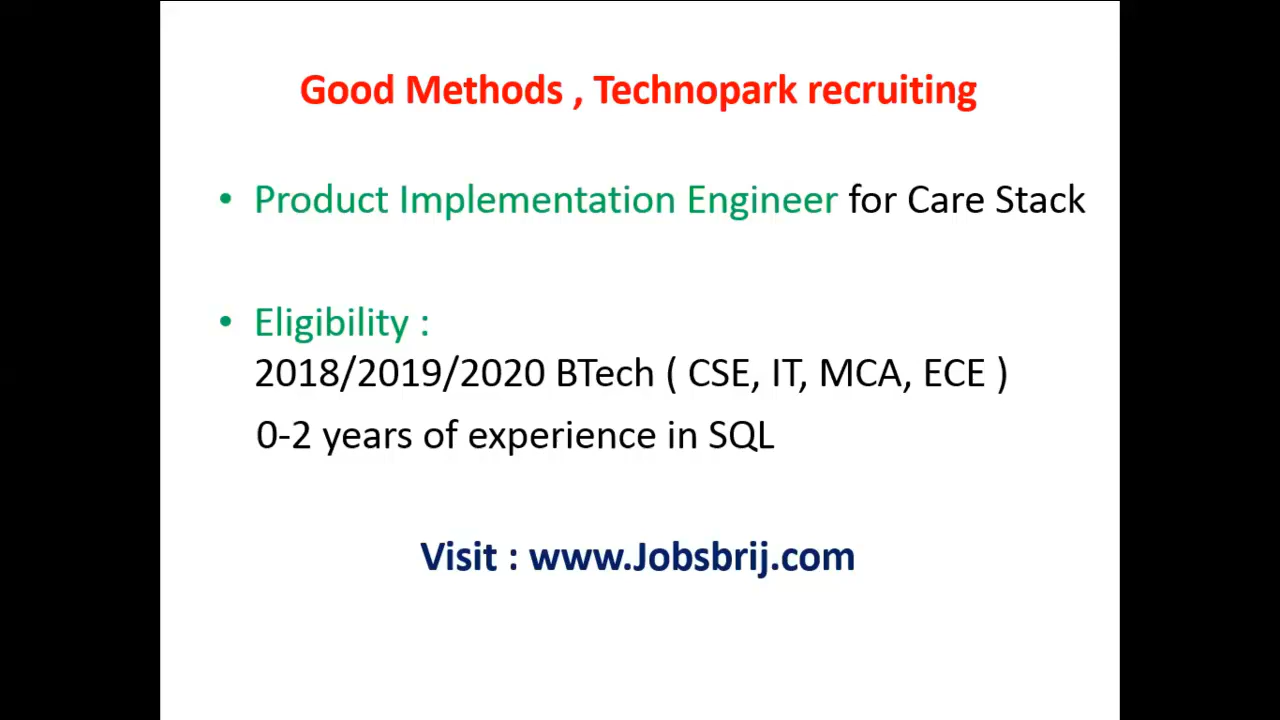 Good Methods , Technopark recruiting
• Product Implementation Engineer for Care Stack
• Eligibility :
2018/2019/2020 BTech ( CSE, IT, MCA, ECE )
0-2 years of experience in SQL
Visit : www.Jobsbrij.com